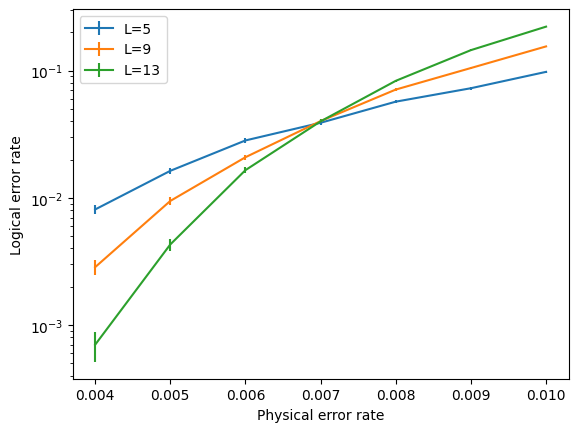 L=5
L=9
L=13
10⁻¹
10⁻²
10⁻³
Logical error rate
0.004 0.005 0.006 0.007 0.008 0.009 0.010
Physical error rate